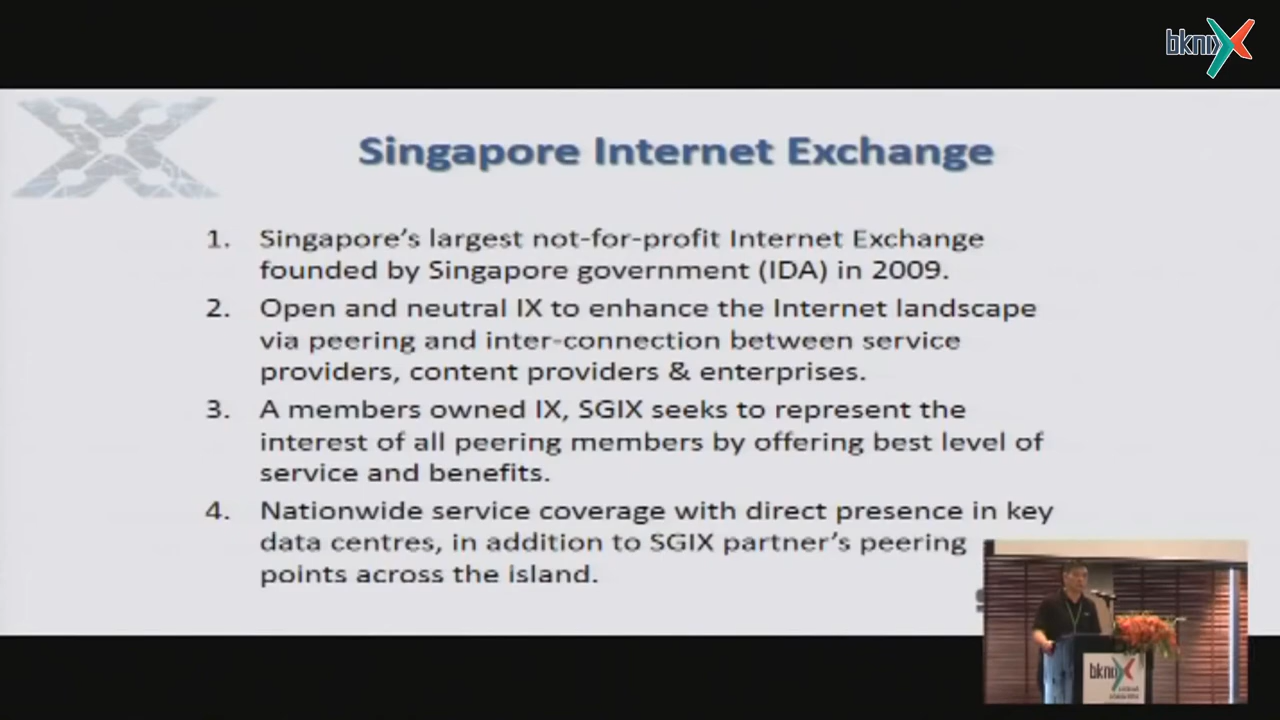 bknix
Singapore Internet Exchange
1. Singapore's largest not-for-profit Internet Exchange
founded by Singapore government (IDA) in 2009.
2. Open and neutral IX to enhance the Internet landscape
via peering and inter-connection between service
providers, content providers & enterprises.
3. A members owned IX, SGIX seeks to represent the
interest of all peering members by offering best level of
service and benefits.
4. Nationwide service coverage with direct presence in key
data centres, in addition to SGIX partner's peering
points across the island.
bknix